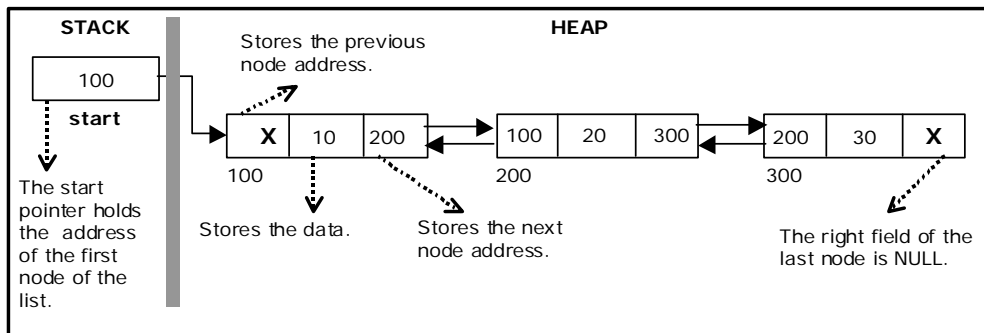 STACK
HEAP
100
start
Stores the previous
node address.
X 10 200
100
100 20 300
200
200 30 X
300
The start
pointer holds
the address
of the first
node of the
list.
Stores the data.
Stores the next
node address.
The right field of the
last node is NULL.